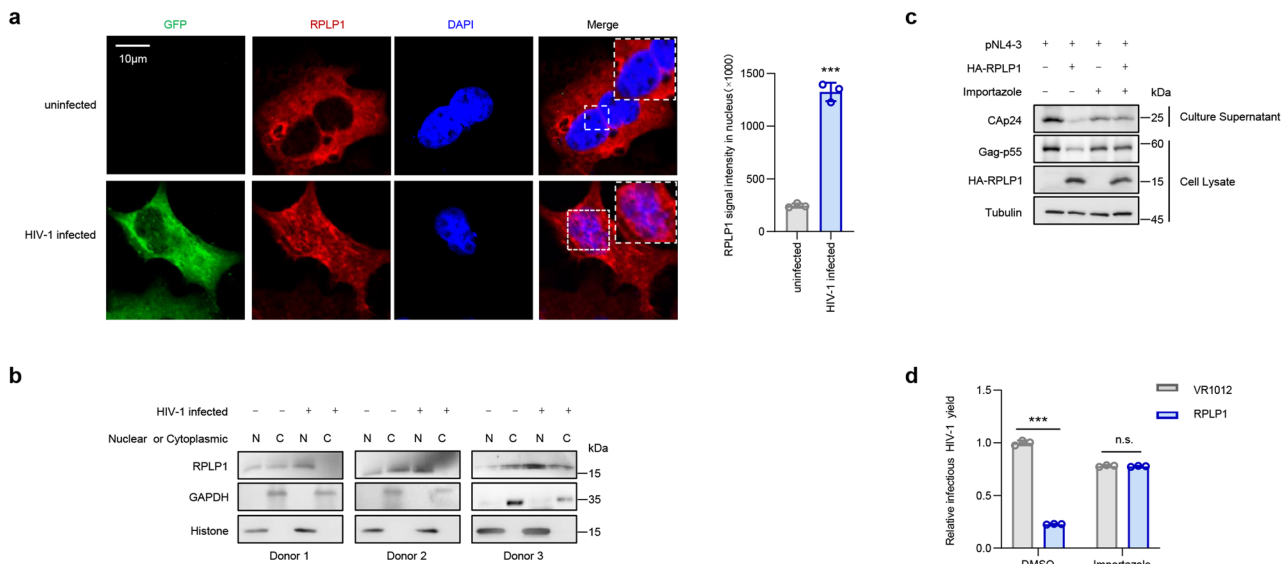 a
GFP RPLP1 DAPI Merge
10μm
uninfected
HIV-1 infected
RPLP1 signal intensity in nucleus(×1000)
1500
1000
500
0
***
uninfected
HIV-1 infected
c
pNL4-3 + + + +
HA-RPLP1 − + − +
Importazole − − + + kDa
CAp24 25 Culture Supernatant
Gag-p55 60
HA-RPLP1 15 Cell Lysate
Tubulin 45
b
HIV-1 infected − − + + − − + + − − + +
Nuclear or Cytoplasmic N C N C N C N C N C N C kDa
RPLP1 15
GAPDH 35
Histone 15
Donor 1 Donor 2 Donor 3
d
Relative infectious HIV-1 yield
1.5
1.0
0.5
0.0
***
n.s.
VR1012
RPLP1
DMSO Importazole